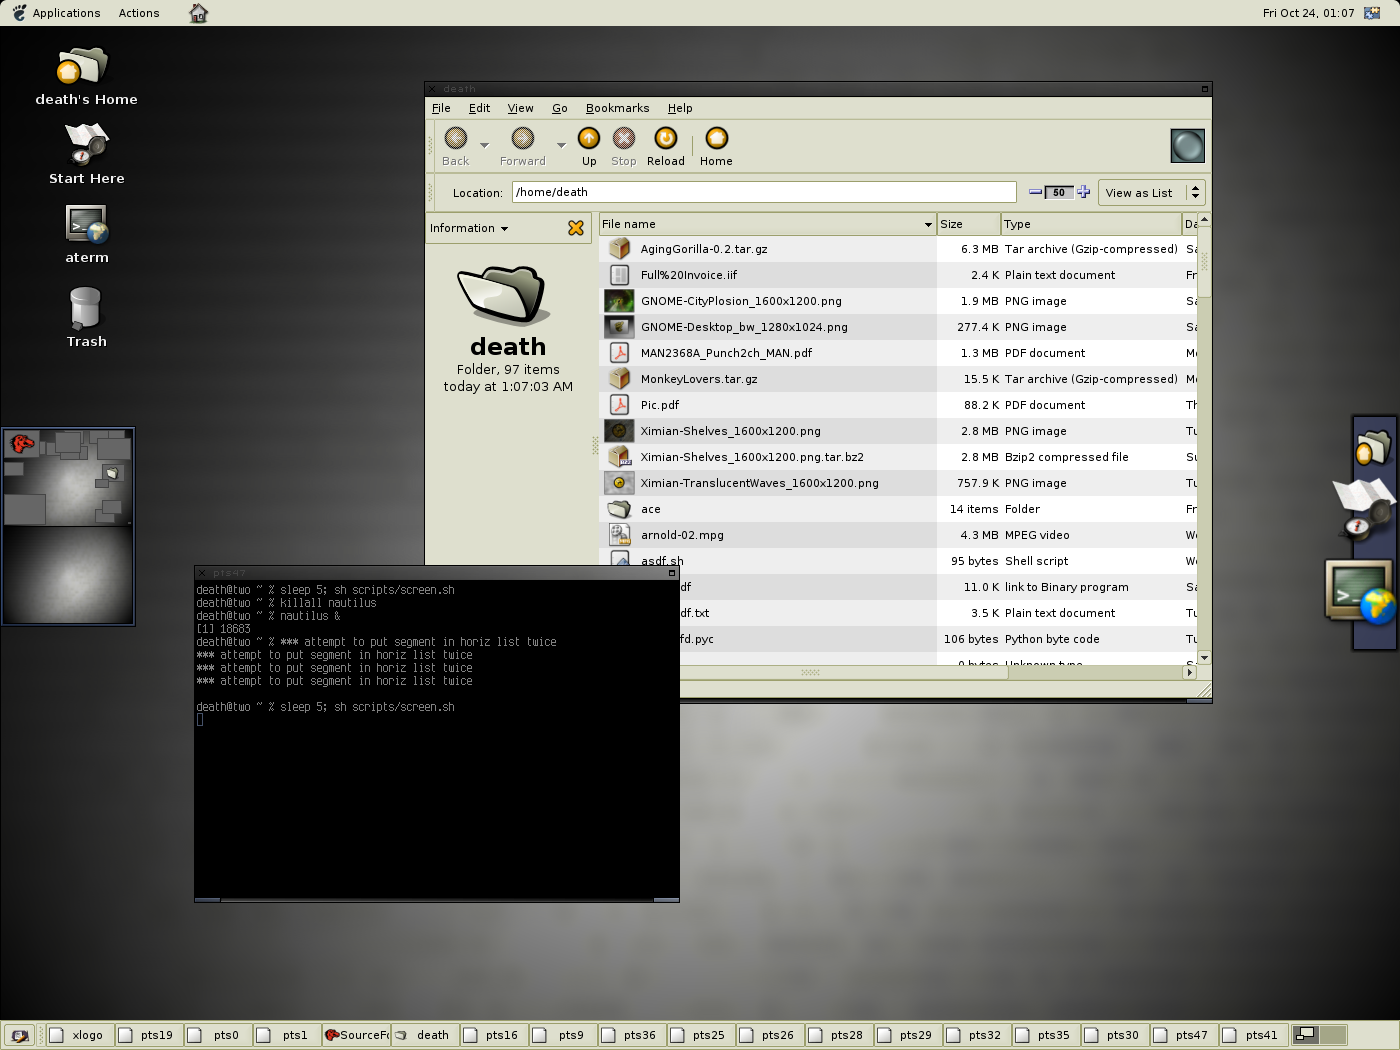 Applications Actions Fri Oct 24, 01:07
death's Home
Start Here
aterm
Trash
death
File Edit View Go Bookmarks Help
Back Forward Up Stop Reload Home
Location: /home/death 50 View as List
Information
death
Folder, 97 items
today at 1:07:03 AM
File name Size Type Da
AgingGorilla-0.2.tar.gz 6.3 MB Tar archive (Gzip-compressed) Sa
Full%20Invoice.iif 2.4 K Plain text document Fr
GNOME-CityPlosion_1600x1200.png 1.9 MB PNG image Sa
GNOME-Desktop_bw_1280x1024.png 277.4 K PNG image Sa
MAN2368A_Punch2ch_MAN.pdf 1.3 MB PDF document Mo
MonkeyLovers.tar.gz 15.5 K Tar archive (Gzip-compressed) Mo
Pic.pdf 88.2 K PDF document Th
Ximian-Shelves_1600x1200.png 2.8 MB PNG image Tu
Ximian-Shelves_1600x1200.png.tar.bz2 2.8 MB Bzip2 compressed file Su
Ximian-TranslucentWaves_1600x1200.png 757.9 K PNG image Tu
ace 14 items Folder Fr
arnold-02.mpg 4.3 MB MPEG video We
asdf.sh 95 bytes Shell script We
df 11.0 K link to Binary program Sa
df.txt 3.5 K Plain text document Tu
fd.pyc 106 bytes Python byte code Tu
0 bytes Unknown type
pts47
death@two ~ % sleep 5; sh scripts/screen.sh
death@two ~ % killall nautilus
death@two ~ % nautilus &
[1] 18683
death@two ~ % *** attempt to put segment in horiz list twice
*** attempt to put segment in horiz list twice
*** attempt to put segment in horiz list twice
*** attempt to put segment in horiz list twice
death@two ~ % sleep 5; sh scripts/screen.sh
xlogo pts19 pts0 pts1 SourceFo death pts16 pts9 pts36 pts25 pts26 pts28 pts29 pts32 pts35 pts30 pts47 pts41